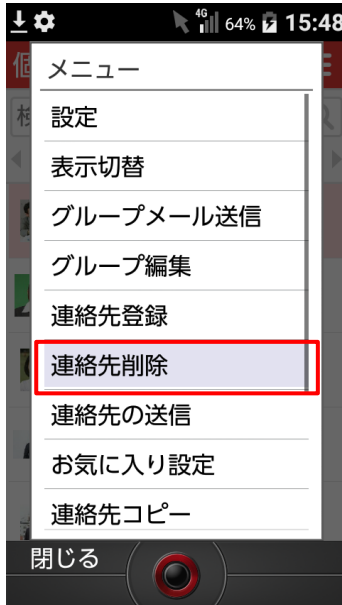 4G 64% 15:48
個
メニュー
設定
検
表示切替
グループメール送信
グループ編集
連絡先登録
連絡先削除
連絡先の送信
お気に入り設定
連絡先コピー
閉じる